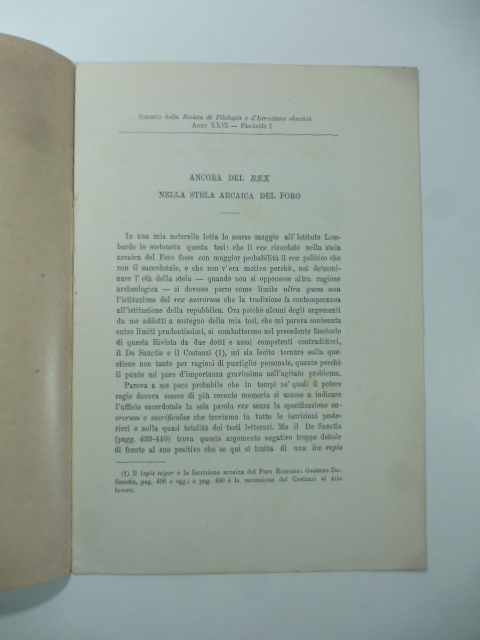 Estratto dalla Rivista di Filologia e d'Istruzione classica
Anno XXIX — Fascicolo I
ANCORA DEL REX
NELLA STELA ARCAICA DEL FORO
In una mia noterella letta lo scorso maggio all'Istituto Lom-
bardo io sosteneva questa tesi: che il rex ricordato nella stela
arcaica del Foro fosse con maggior probabilità il rex politico che
non il sacerdotale, e che non v'era motivo perchè, nel determi-
nare l'età della stela — quando non si opponesse altra ragione
archeologica — si dovesse porre come limite ultra quem non
l'istituzione del rex sacrorum che la tradizione fa contemporanea
all'istituzione della repubblica. Ora poichè alcuni degli argomenti
da me addotti a sostegno della mia tesi, che mi pareva contenuta
entro limiti prudentissimi, si combatterono nel precedente fascicolo
di questa Rivista da due dotti e assai competenti contradittori,
il De Sanctis e il Costanzi (1), mi sia lecito tornare sulla que-
stione non tanto per ragioni di puntiglio personale, quanto perchè
il punto mi pare d'importanza gravissima nell'agitato problema.
Pareva a me poco probabile che in tempi ne' quali il potere
regio doveva essere di più recente memoria si usasse a indicare
l'ufficio sacerdotale la sola parola rex senza la specificazione sa-
crorum o sacrificulus che troviamo in tutte le iscrizioni poste-
riori o nella quasi totalità dei testi letterari. Ma il De Sanctis
(pagg. 439-440) trova questo argomento negativo troppo debole
di fronte al suo positivo che se qui si tratta di una lex regia
(1) Il lapis niger e la iscrizione arcaica del Foro Romano: Gaetano De-
Sanctis, pag. 406 e sgg.; a pag. 450 è la recensione del Costanzi al mio
lavoro.